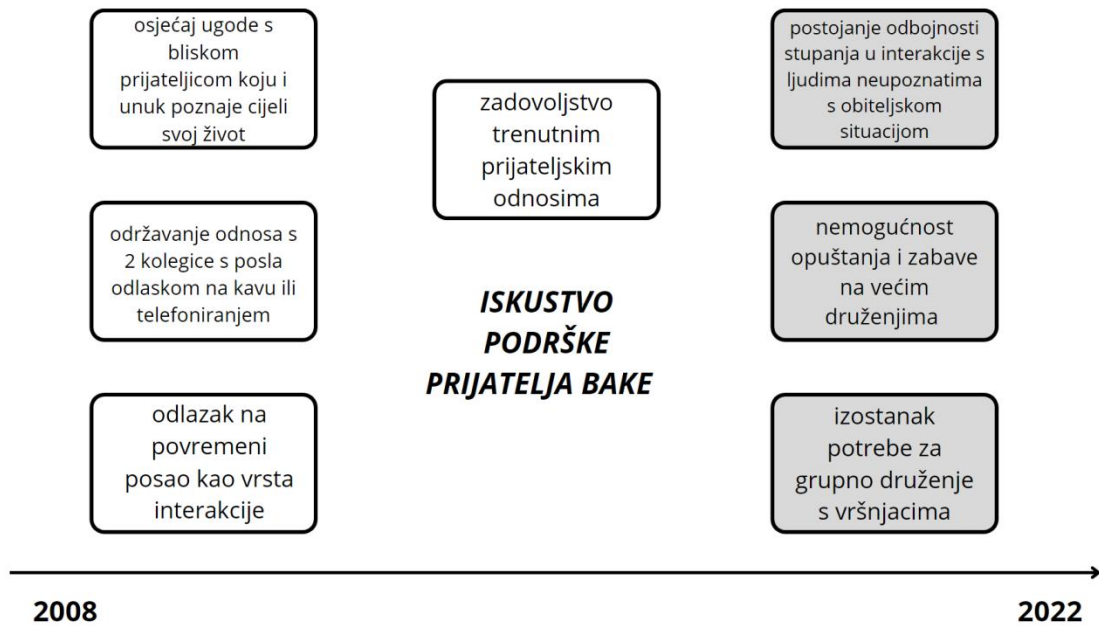 osjećaj ugode s
bliskom
prijateljicom koju i
unuk poznaje cijeli
svoj život
održavanje odnosa s
2 kolegice s posla
odlaskom na kavu ili
telefoniranjem
odlazak na
povremeni
posao kao vrsta
interakcije
zadovoljstvo
trenutnim
prijateljskim
odnosima
ISKUSTVO
PODRŠKE
PRIJATELJA BAKE
postojanje odbojnosti
stupanja u interakcije s
ljudima neupoznatima
s obiteljskom
situacijom
nemogućnost
opuštanja i zabave
na većim
druženjima
izostanak
potrebe za
grupno druženje
s vršnjacima
2008
2022